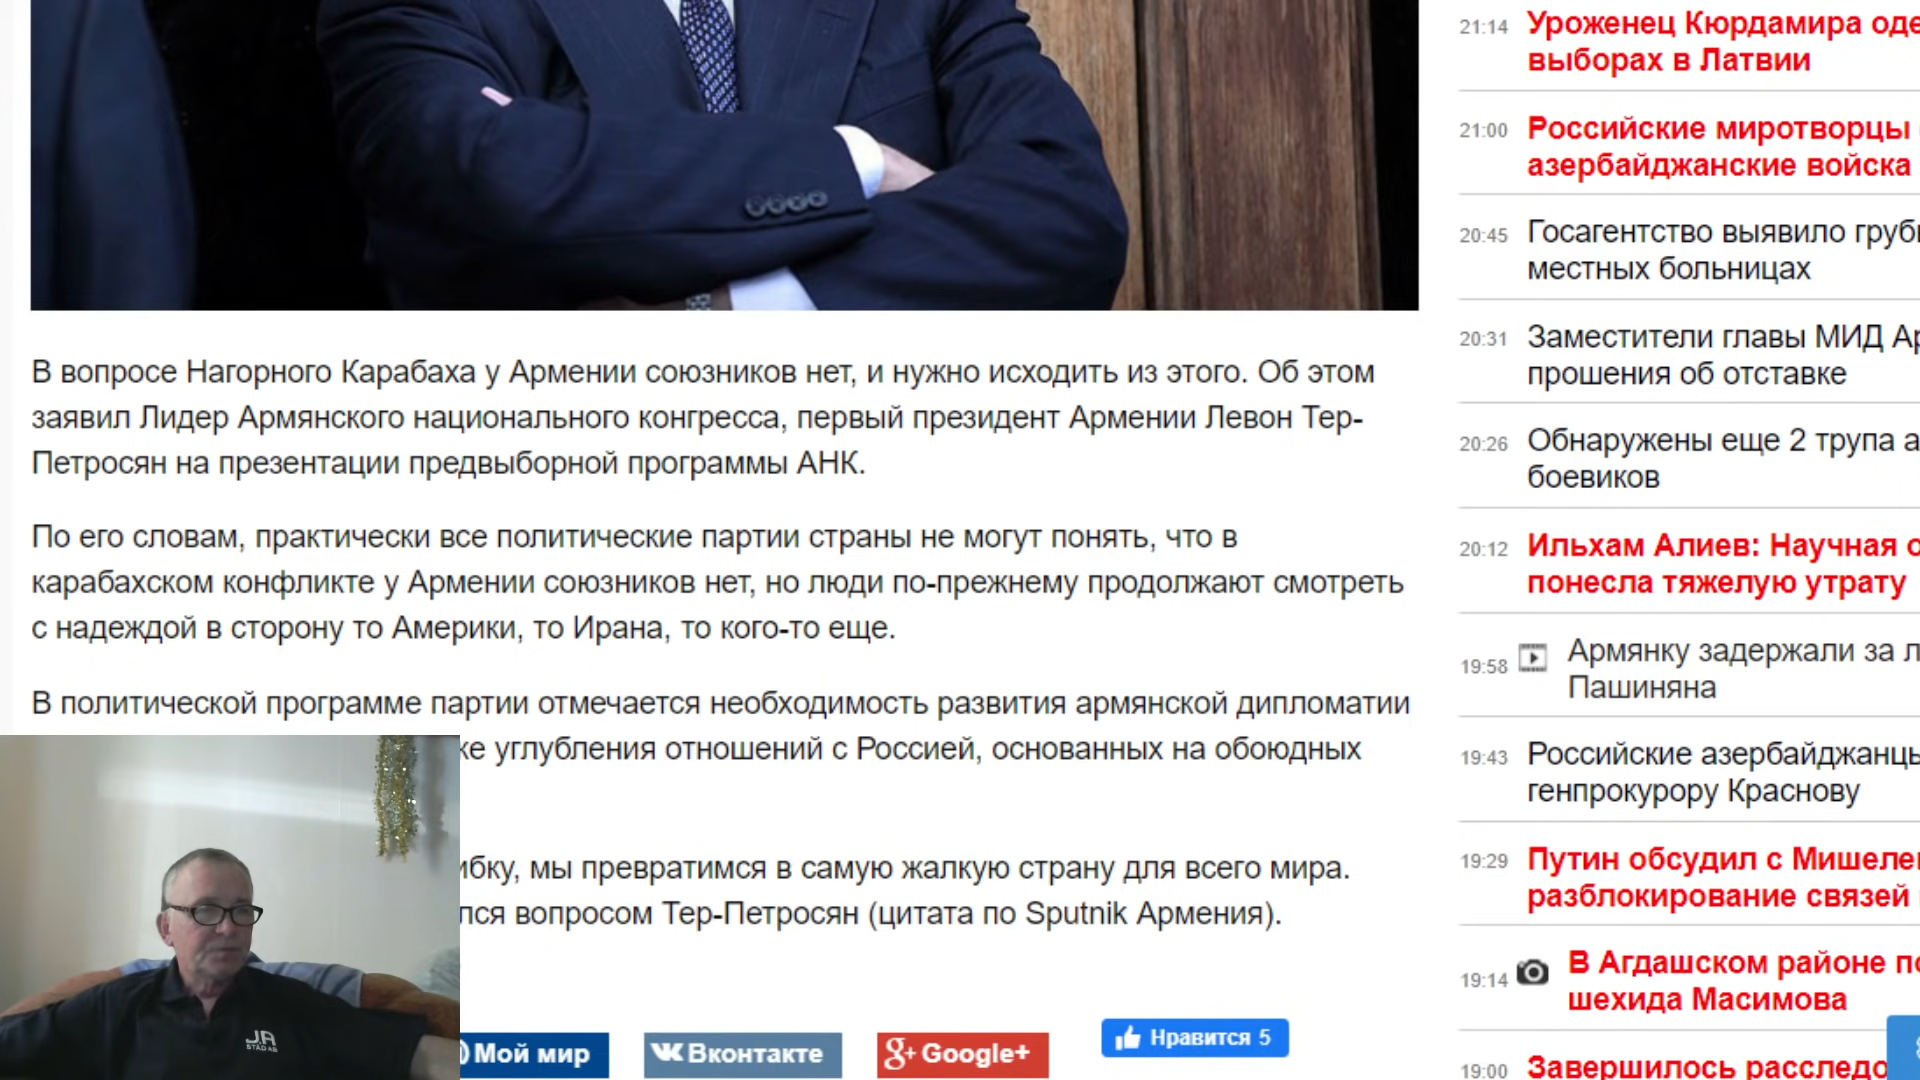 В вопросе Нагорного Карабаха у Армении союзников нет, и нужно исходить из этого. Об этом
заявил Лидер Армянского национального конгресса, первый президент Армении Левон Тер-
Петросян на презентации предвыборной программы АНК.
По его словам, практически все политические партии страны не могут понять, что в
карабахском конфликте у Армении союзников нет, но люди по-прежнему продолжают смотреть
с надеждой в сторону то Америки, то Ирана, то кого-то еще.
В политической программе партии отмечается необходимость развития армянской дипломатии
же углубления отношений с Россией, основанных на обоюдных
ибку, мы превратимся в самую жалкую страну для всего мира.
лся вопросом Тер-Петросян (цитата по Sputnik Армения).
Мой мир
Вконтакте
g+ Google+
Нравится 5
JA
STÄD AB
21:14 Уроженец Кюрдамира оде
выборах в Латвии
21:00 Российские миротворцы
азербайджанские войска
20:45 Госагентство выявило груб
местных больницах
20:31 Заместители главы МИД Ар
прошения об отставке
20:26 Обнаружены еще 2 трупа а
боевиков
20:12 Ильхам Алиев: Научная о
понесла тяжелую утрату
19:58 Армянку задержали за л
Пашиняна
19:43 Российские азербайджанцы
генпрокурору Краснову
19:29 Путин обсудил с Мишеле
разблокирование связей
19:14 В Агдашском районе по
шехида Масимова
19:00 Завершилось расследо